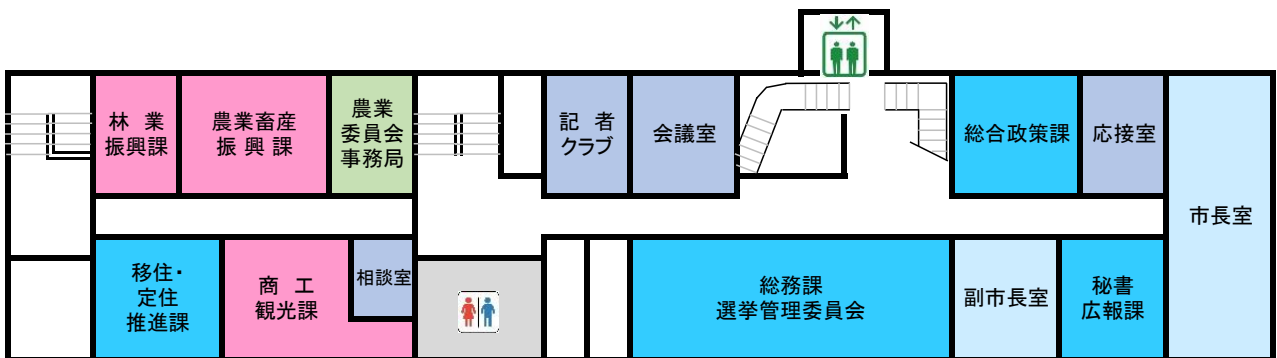 林 業
振興課
農業畜産
振 興 課
農業
委員会
事務局
記 者
クラブ
会議室
総合政策課
応接室
市長室
移住・
定住
推進課
商 工
観光課
相談室
総務課
選挙管理委員会
副市長室
秘書
広報課